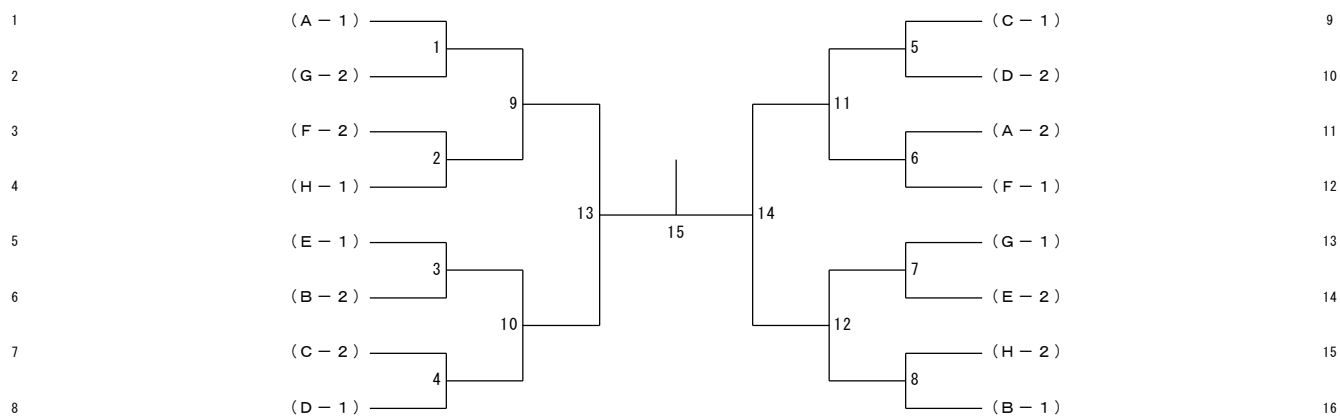 1 (A-1) (C-1) 9
1 5
2 (G-2) (D-2) 10
9 11
3 (F-2) (A-2) 11
2 6
4 (H-1) (F-1) 12
13 14
15
5 (E-1) (G-1) 13
3 7
6 (B-2) (E-2) 14
10 12
7 (C-2) (H-2) 15
4 8
8 (D-1) (B-1) 16